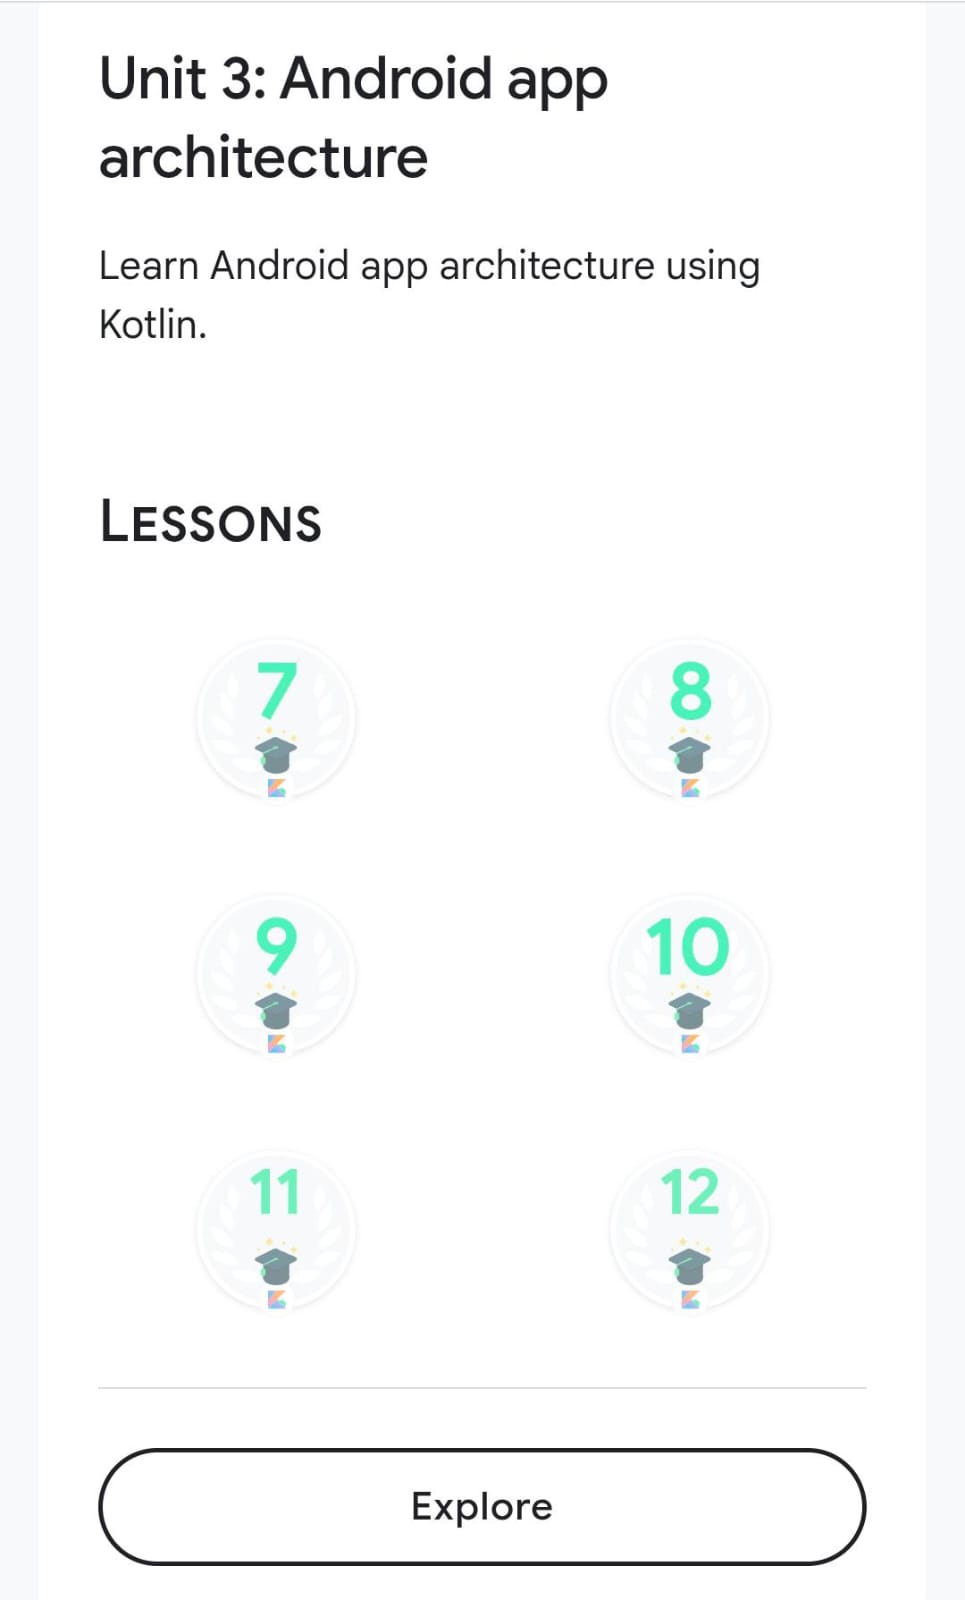 Unit 3: Android app
architecture
Learn Android app architecture using
Kotlin.
LESSONS
7
8
9
10
11
12
Explore